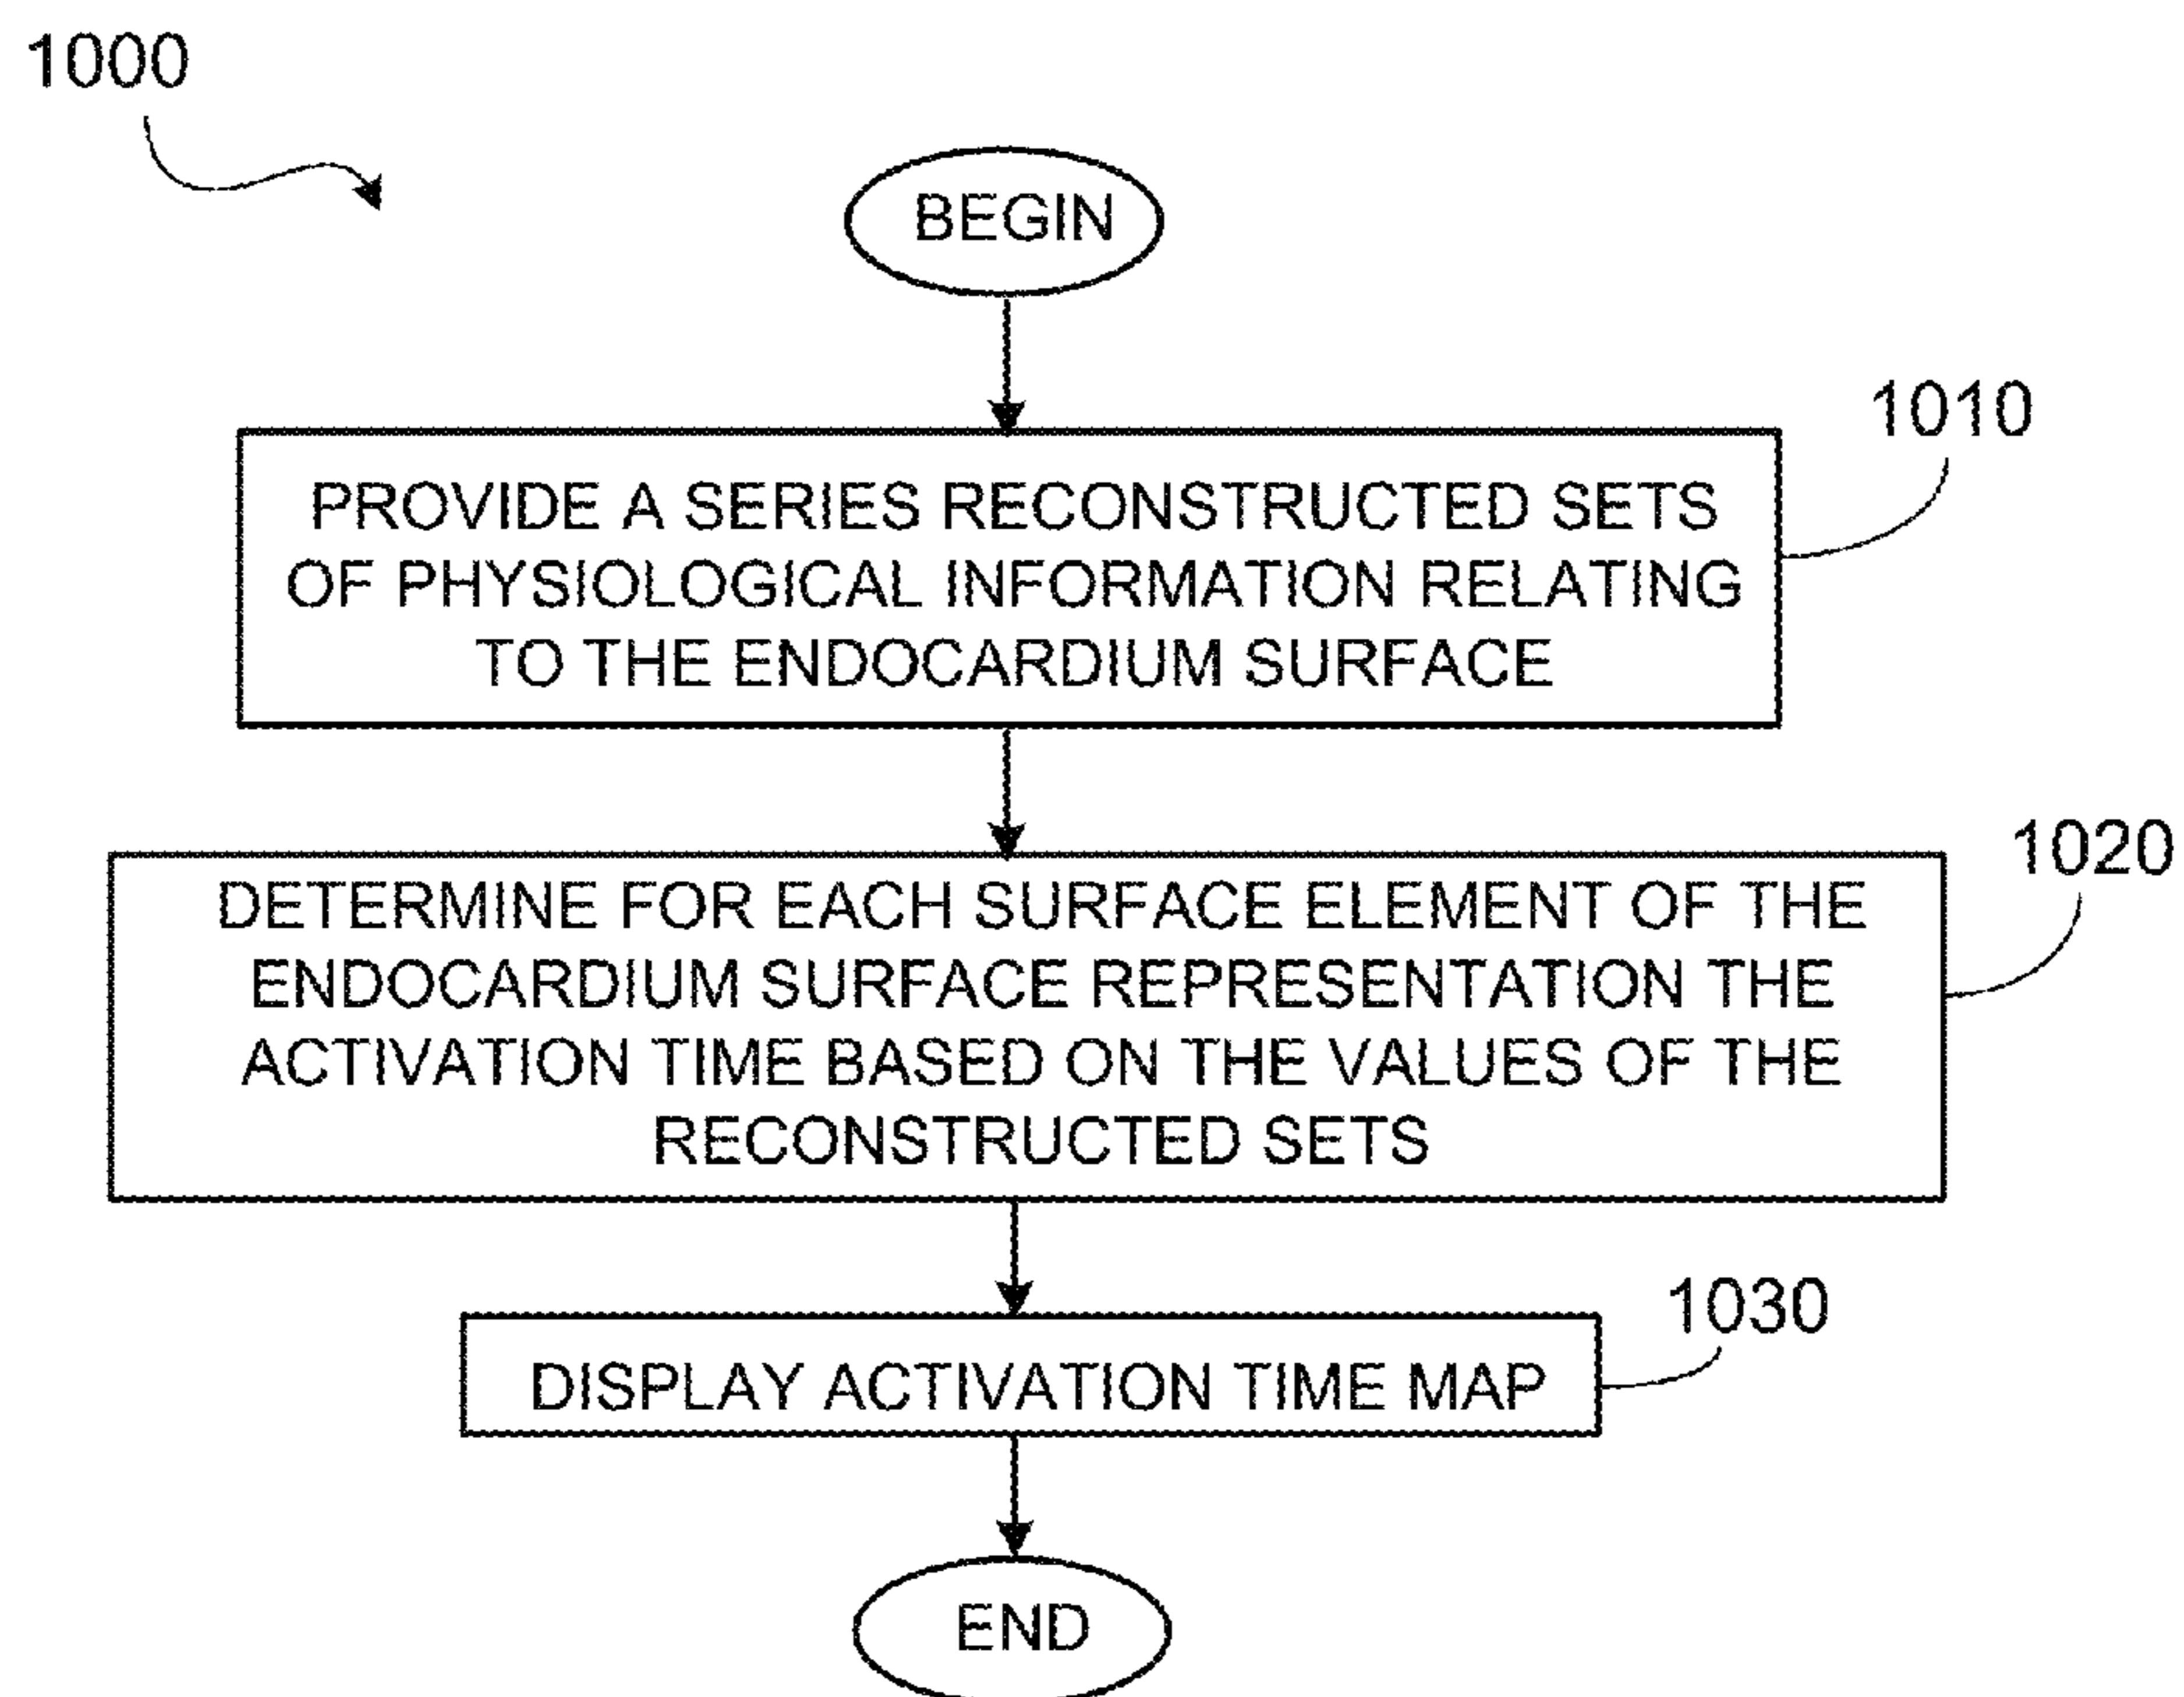 1000
BEGIN
1010
PROVIDE A SERIES RECONSTRUCTED SETS
OF PHYSIOLOGICAL INFORMATION RELATING
TO THE ENDOCARDIUM SURFACE
1020
DETERMINE FOR EACH SURFACE ELEMENT OF THE
ENDOCARDIUM SURFACE REPRESENTATION THE
ACTIVATION TIME BASED ON THE VALUES OF THE
RECONSTRUCTED SETS
1030
DISPLAY ACTIVATION TIME MAP
END